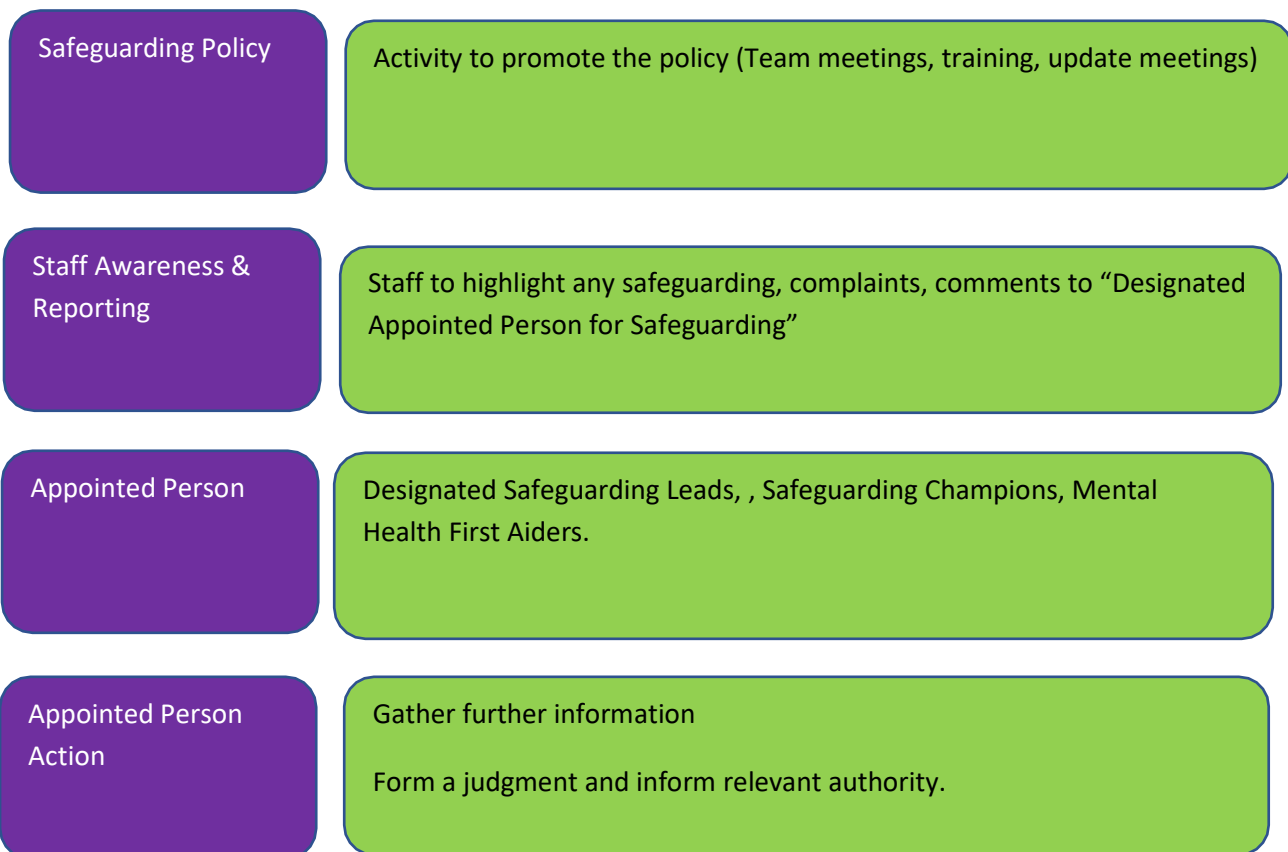 Safeguarding Policy
Activity to promote the policy (Team meetings, training, update meetings)
Staff Awareness &
Reporting
Staff to highlight any safeguarding, complaints, comments to “Designated
Appointed Person for Safeguarding”
Appointed Person
Designated Safeguarding Leads, , Safeguarding Champions, Mental
Health First Aiders.
Appointed Person
Action
Gather further information
Form a judgment and inform relevant authority.